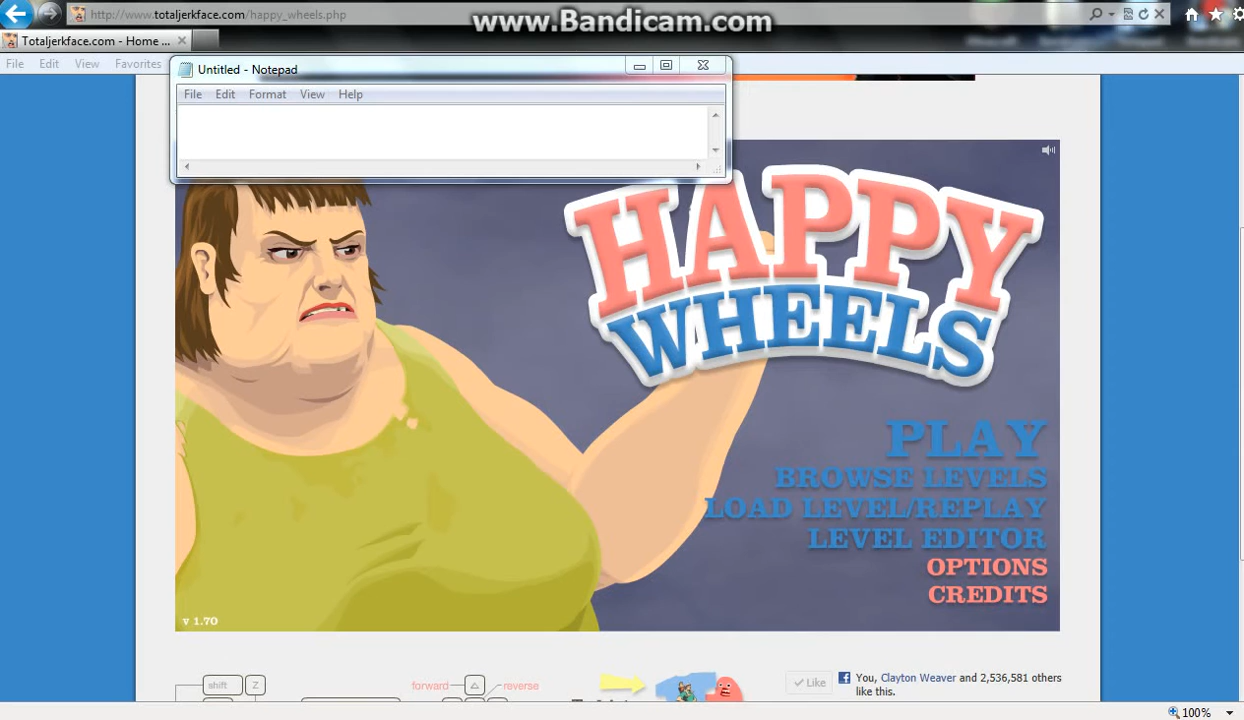 www.Bandicam.com
http://www.totaljerkface.com/happy_wheels.php
Totaljerkface.com - Home ...
File Edit View Favorites
Untitled - Notepad
File Edit Format View Help
HAPPY
WHEELS
PLAY
BROWSE LEVELS
LOAD LEVEL/REPLAY
LEVEL EDITOR
OPTIONS
CREDITS
v 1.70
shift Z
forward reverse
Like
You, Clayton Weaver and 2,536,581 others
like this.
100%